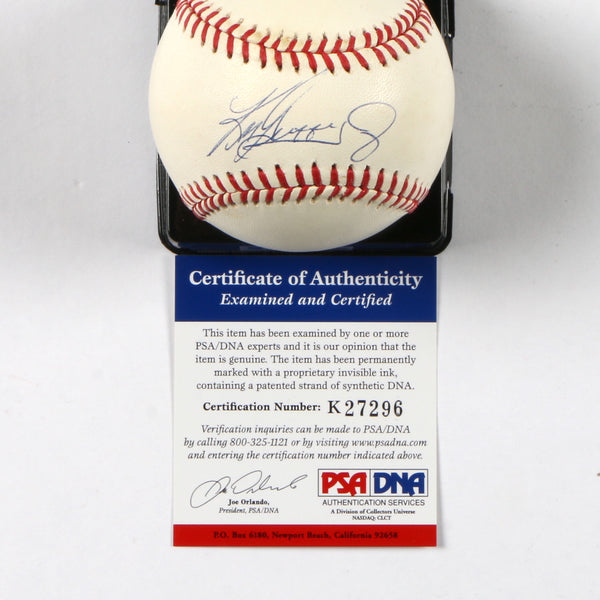 Certificate of Authenticity
Examined and Certified
This item has been examined by one or more
PSA/DNA experts and it is our opinion that the
item is genuine. The item has been permanently
marked with a proprietary invisible ink,
containing a patented strand of synthetic DNA.
Certification Number: K27296
Verification inquiries can be made to PSA/DNA
by calling 800-325-1121 or by visiting www.psadna.com
and entering the certification number indicated above.
Joe Orlando,
President, PSA/DNA
PSA DNA
AUTHENTICATION SERVICES
A Division of Collectors Universe
NASDAQ: CLCT
P.O. Box 6180, Newport Beach, California 92658